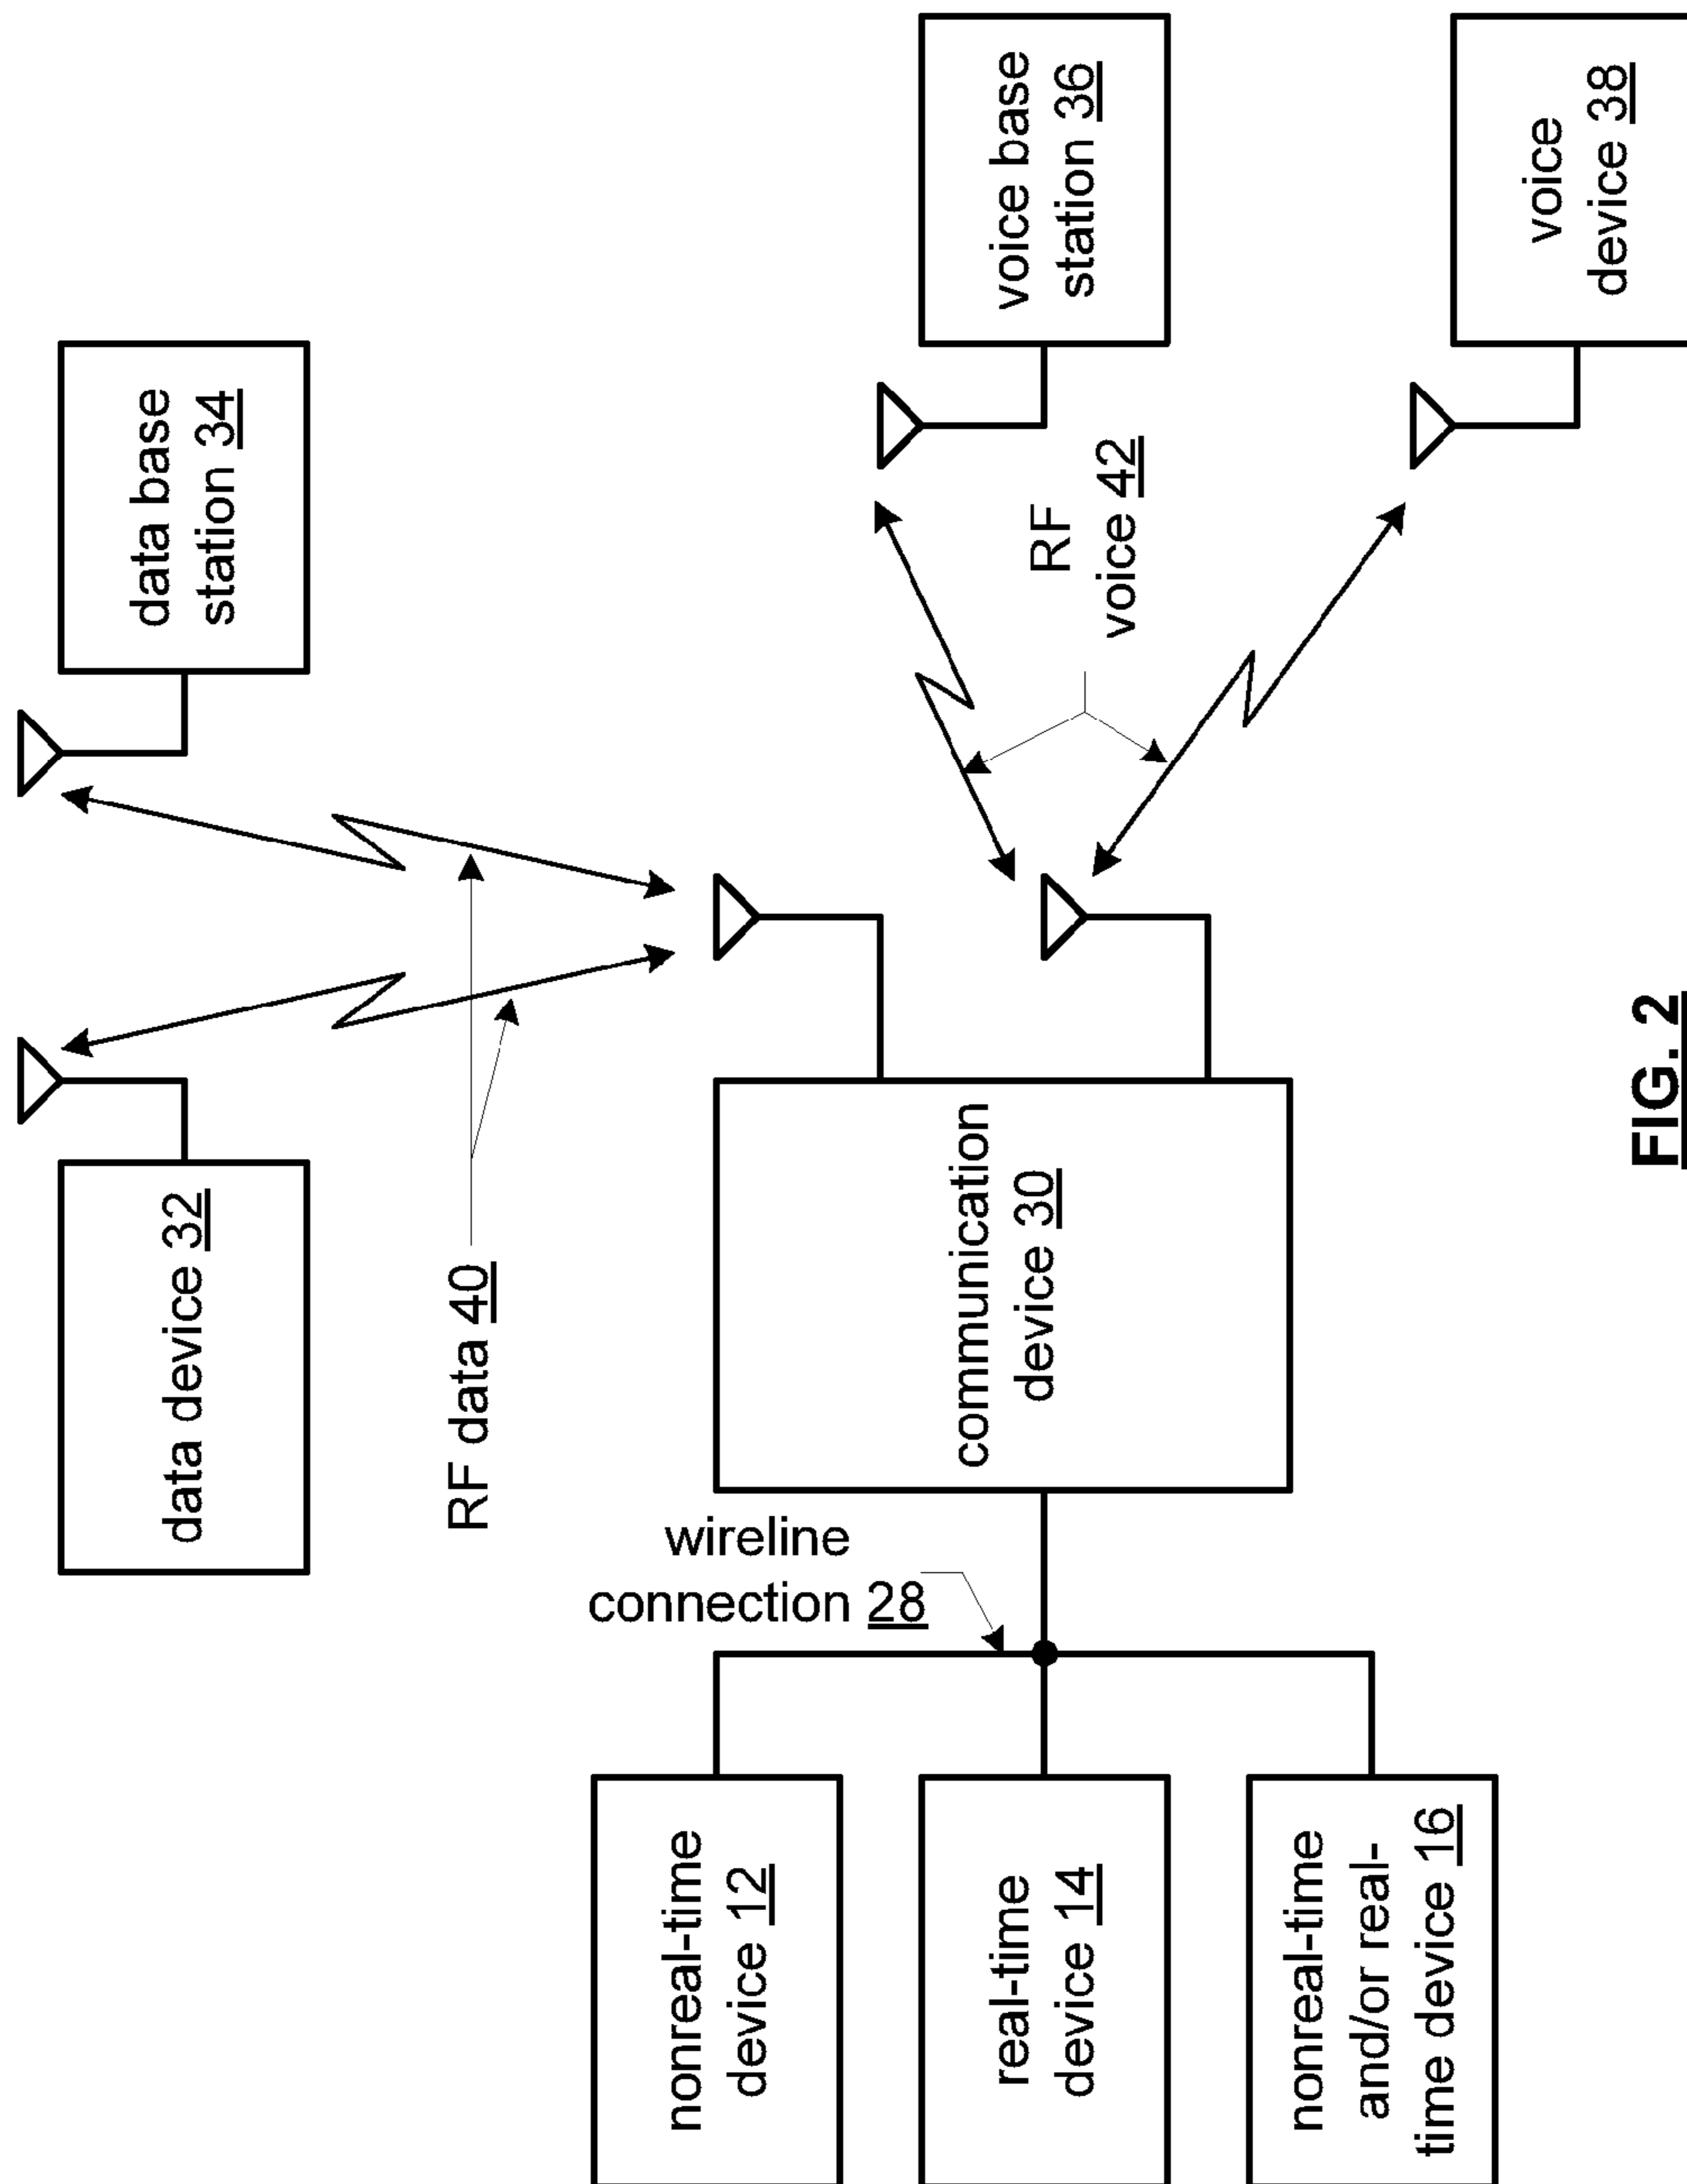 data device 32
data base
station 34
RF data 40
wireline
connection 28
nonreal-time
device 12
communication
device 30
real-time
device 14
nonreal-time
and/or real-
time device 16
RF
voice 42
voice base
station 36
voice
device 38
FIG. 2